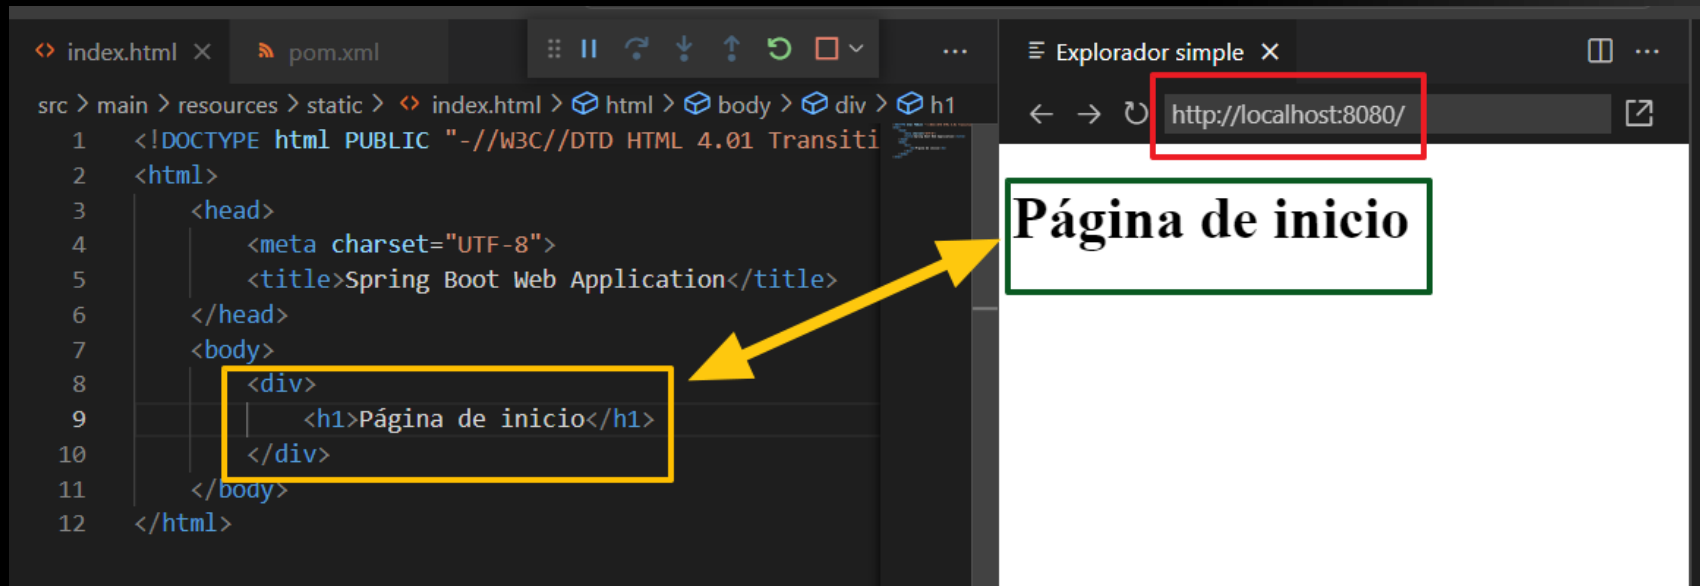 index.html
pom.xml
src > main > resources > static > index.html > html > body > div > h1
1 <!DOCTYPE html PUBLIC "-//W3C//DTD HTML 4.01 Transiti
2 <html>
3 <head>
4 <meta charset="UTF-8">
5 <title>Spring Boot Web Application</title>
6 </head>
7 <body>
8 <div>
9 <h1>Página de inicio</h1>
10 </div>
11 </body>
12 </html>
Explorador simple
http://localhost:8080/
Página de inicio